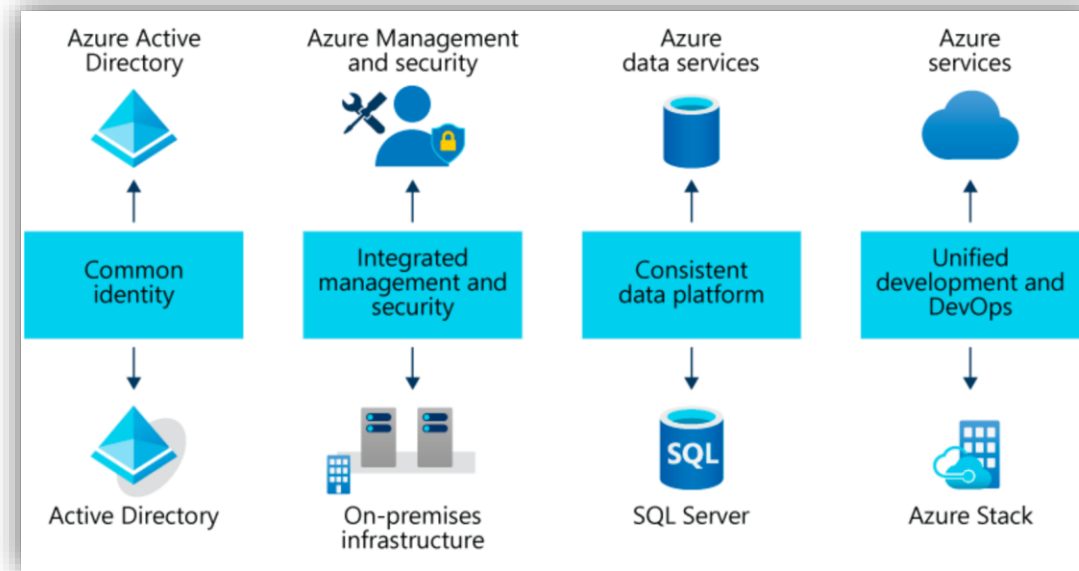 Azure Active
Directory
Azure Management
and security
Azure
data services
Azure
services
Common
identity
Integrated
management and
security
Consistent
data platform
Unified
development and
DevOps
SQL
Active Directory
On-premises
infrastructure
SQL Server
Azure Stack